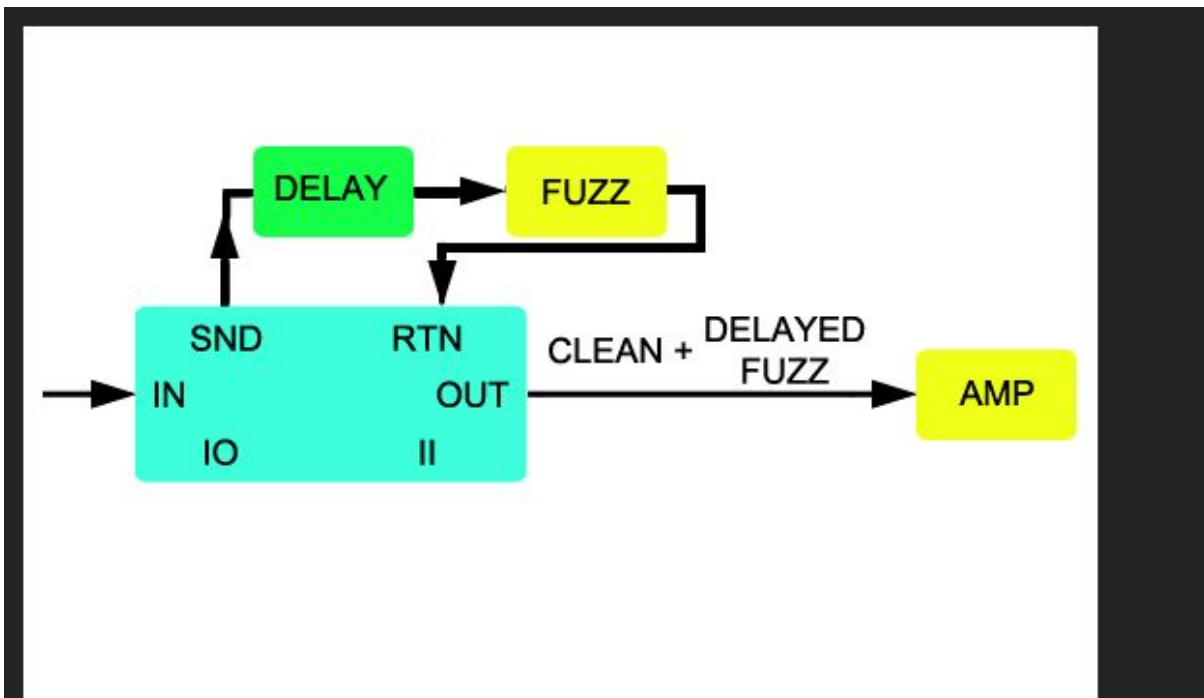 DELAY
FUZZ
SND
RTN
CLEAN + DELAYED
FUZZ
IN
OUT
AMP
IO
II